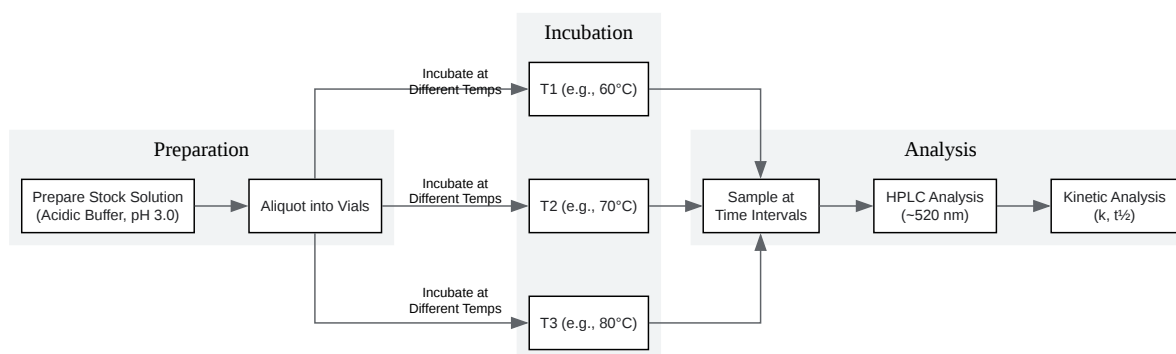 Incubation
Incubate at
Different Temps
T1 (e.g., 60°C)
Preparation
Analysis
Prepare Stock Solution
(Acidic Buffer, pH 3.0)
Aliquot into Vials
Incubate at
Different Temps
T2 (e.g., 70°C)
Sample at
Time Intervals
HPLC Analysis
(~520 nm)
Kinetic Analysis
(k, t½)
Incubate at
Different Temps
T3 (e.g., 80°C)